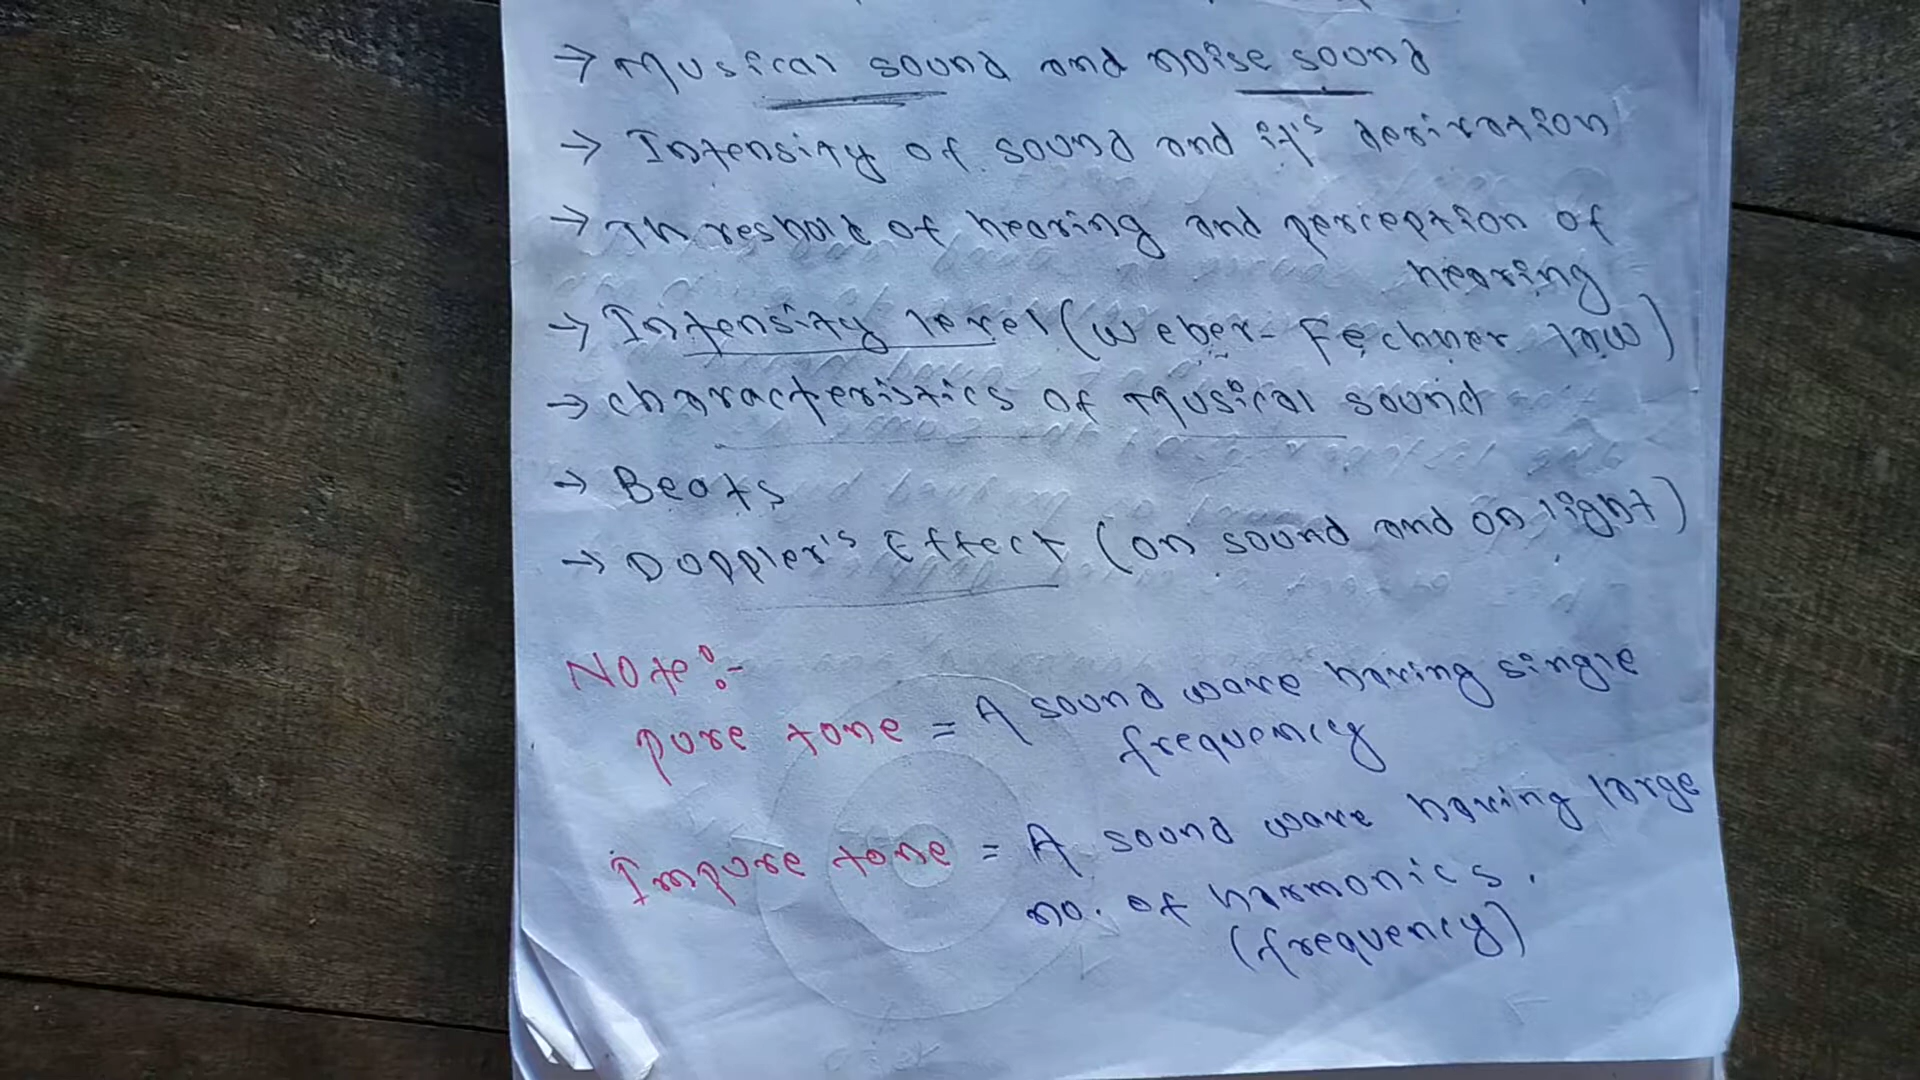 → Musical sound and noise sound
→ Intensity of sound and it's derivation
→ Threshold of hearing and perception of
hearing
→ Intensity level (Weber-Fechner law)
→ characteristics of Musical sound
→ Beats
→ Doppler's Effect (on sound and on light)
Note:-
pure tone = A sound wave having single
frequency
Impure tone = A sound wave having large
no. of harmonics.
(frequency)